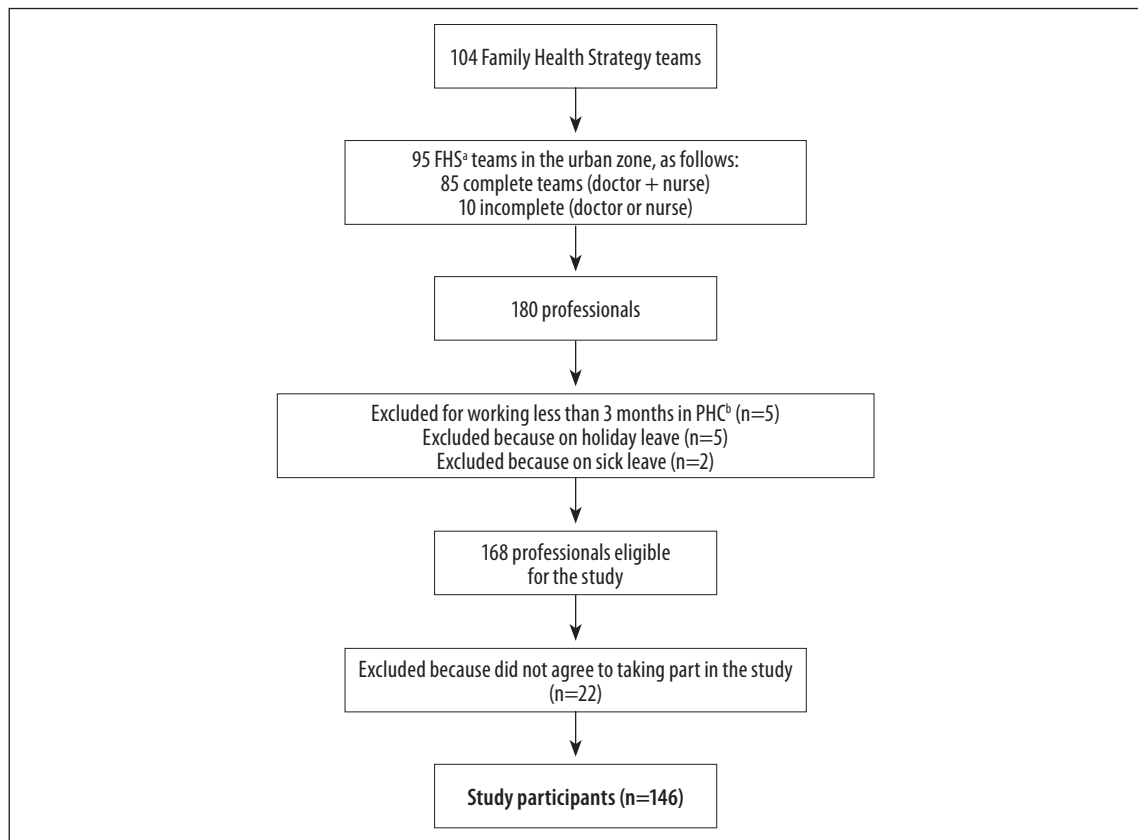 104 Family Health Strategy teams
95 FHSᵃ teams in the urban zone, as follows:
85 complete teams (doctor + nurse)
10 incomplete (doctor or nurse)
180 professionals
Excluded for working less than 3 months in PHCᵇ (n=5)
Excluded because on holiday leave (n=5)
Excluded because on sick leave (n=2)
168 professionals eligible
for the study
Excluded because did not agree to taking part in the study
(n=22)
Study participants (n=146)